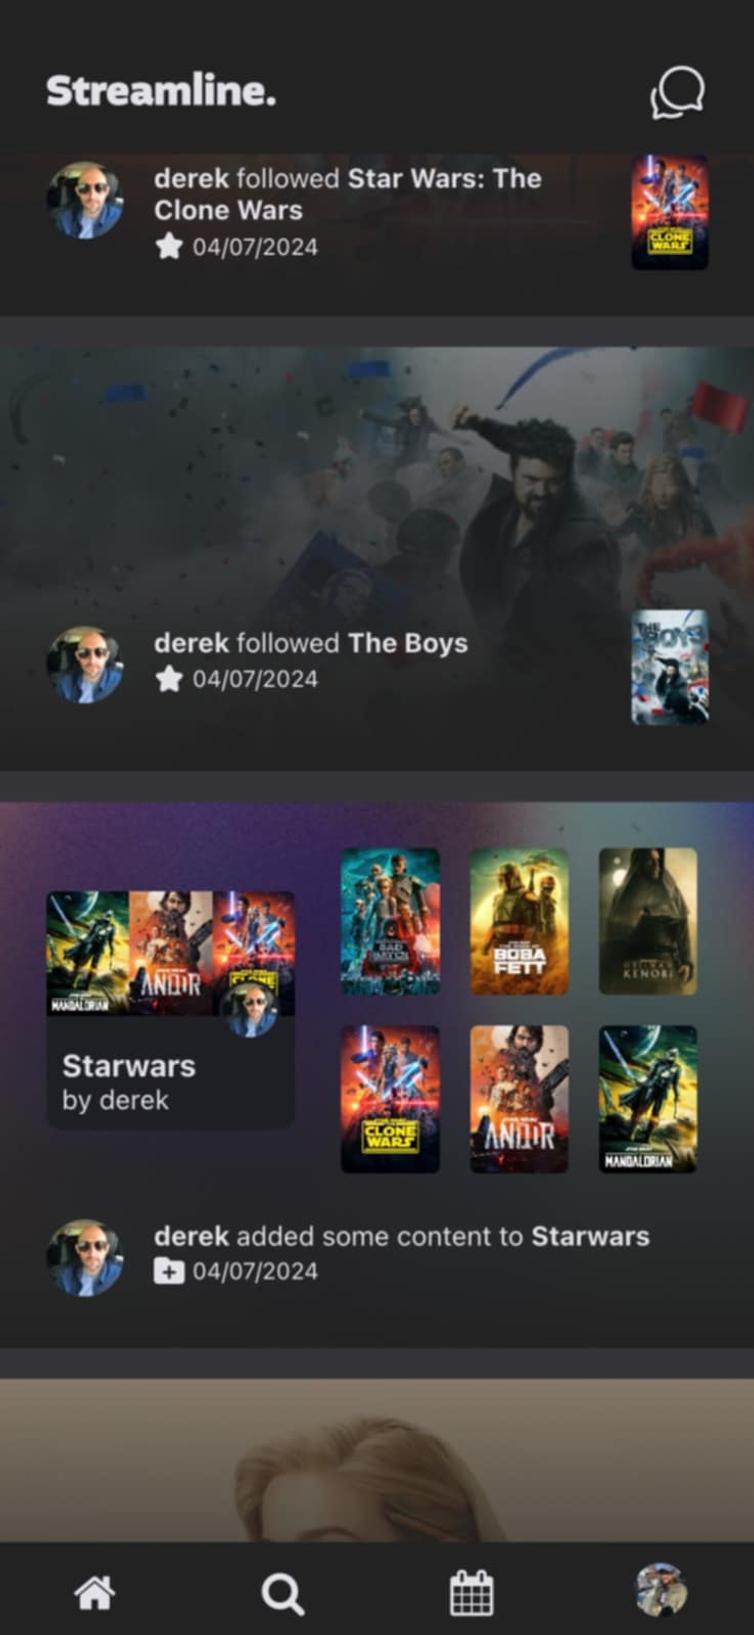 Streamline.
derek followed Star Wars: The
Clone Wars
04/07/2024
CLONE
WARS
derek followed The Boys
04/07/2024
THE
BOYS
MANDALORIAN
ANDOR
CLONE
Starwars
by derek
BAD
BATCH
BOBA
FETT
KENOBI
CLONE
WARS
STAR WARS
ANDOR
MANDALORIAN
derek added some content to Starwars
04/07/2024